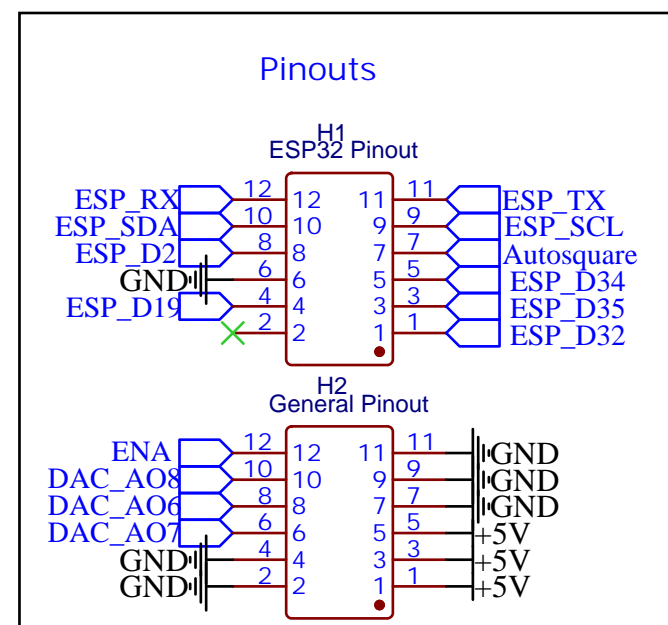 Pinouts
H1
ESP32 Pinout
ESP_RX 12 12 11 11 ESP_TX
ESP_SDA 10 10 9 9 ESP_SCL
ESP_D2 8 8 7 7 Autosquare
GND 6 6 5 5 ESP_D34
ESP_D19 4 4 3 3 ESP_D35
2 2 1 1 ESP_D32
H2
General Pinout
ENA 12 12 11 11 GND
DAC_AO8 10 10 9 9 GND
DAC_AO6 8 8 7 7 GND
DAC_AO7 6 6 5 5 +5V
GND 4 4 3 3 +5V
GND 2 2 1 1 +5V